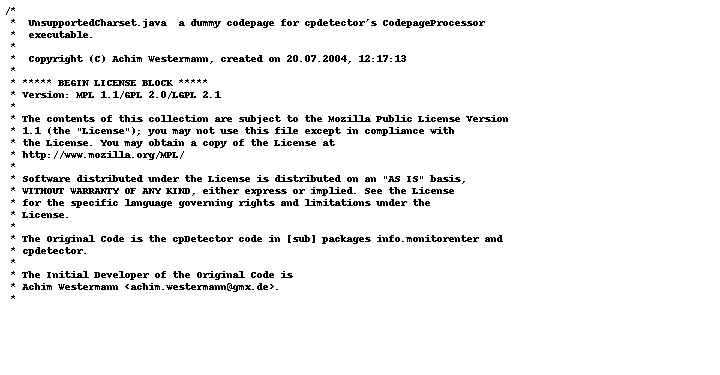 /*
 *  UnsupportedCharset.java  a dummy codepage for cpdetector's CodepageProcessor
 *  executable.
 *
 *  Copyright (C) Achim Westermann, created on 20.07.2004, 12:17:13
 *
 * ***** BEGIN LICENSE BLOCK *****
 * Version: MPL 1.1/GPL 2.0/LGPL 2.1
 *
 * The contents of this collection are subject to the Mozilla Public License Version
 * 1.1 (the "License"); you may not use this file except in compliance with
 * the License. You may obtain a copy of the License at
 * http://www.mozilla.org/MPL/
 *
 * Software distributed under the License is distributed on an "AS IS" basis,
 * WITHOUT WARRANTY OF ANY KIND, either express or implied. See the License
 * for the specific language governing rights and limitations under the
 * License.
 *
 * The Original Code is the cpDetector code in [sub] packages info.monitorenter and
 * cpdetector.
 *
 * The Initial Developer of the Original Code is
 * Achim Westermann <achim.westermann@gmx.de>.
 *